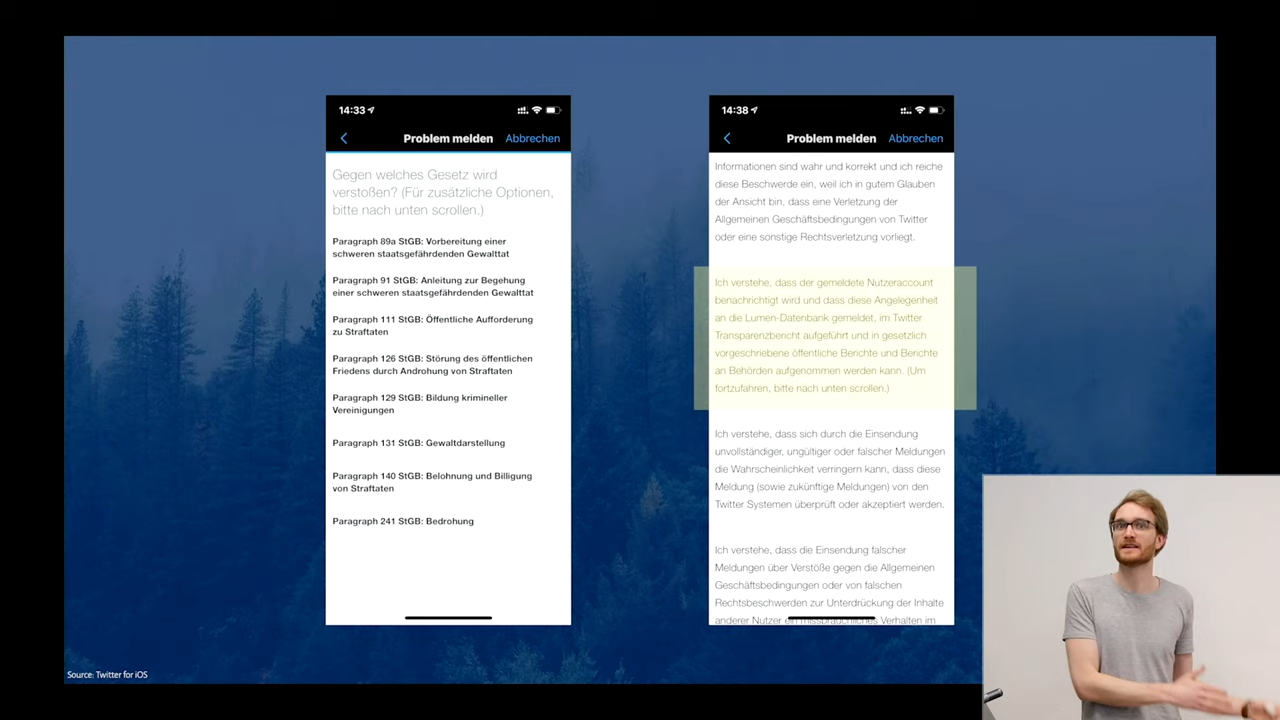 14:33
Problem melden
Abbrechen
Gegen welches Gesetz wird
verstoßen? (Für zusätzliche Optionen,
bitte nach unten scrollen.)
Paragraph 89a StGB: Vorbereitung einer
schweren staatsgefährdenden Gewalttat
Paragraph 91 StGB: Anleitung zur Begehung
einer schweren staatsgefährdenden Gewalttat
Paragraph 111 StGB: Öffentliche Aufforderung
zu Straftaten
Paragraph 126 StGB: Störung des öffentlichen
Friedens durch Androhung von Straftaten
Paragraph 129 StGB: Bildung krimineller
Vereinigungen
Paragraph 131 StGB: Gewaltdarstellung
Paragraph 140 StGB: Belohnung und Billigung
von Straftaten
Paragraph 241 StGB: Bedrohung
14:38
Problem melden
Abbrechen
Informationen sind wahr und korrekt und ich reiche
diese Beschwerde ein, weil ich in gutem Glauben
der Ansicht bin, dass eine Verletzung der
Allgemeinen Geschäftsbedingungen von Twitter
oder eine sonstige Rechtsverletzung vorliegt.
Ich verstehe, dass der gemeldete Nutzeraccount
benachrichtigt wird und dass diese Angelegenheit
an die Lumen-Datenbank gemeldet, im Twitter
Transparenzbericht aufgeführt und in gesetzlich
vorgeschriebene öffentliche Berichte und Berichte
an Behörden aufgenommen werden kann. (Um
fortzufahren, bitte nach unten scrollen.)
Ich verstehe, dass sich durch die Einsendung
unvollständiger, ungültiger oder falscher Meldungen
die Wahrscheinlichkeit verringern kann, dass diese
Meldung (sowie zukünftige Meldungen) von den
Twitter Systemen überprüft oder akzeptiert werden.
Ich verstehe, dass die Einsendung falscher
Meldungen über Verstöße gegen die Allgemeinen
Geschäftsbedingungen oder von falschen
Rechtsbeschwerden zur Unterdrückung der Inhalte
anderer Nutzer ein missbräuchliches Verhalten im
Source: Twitter for iOS